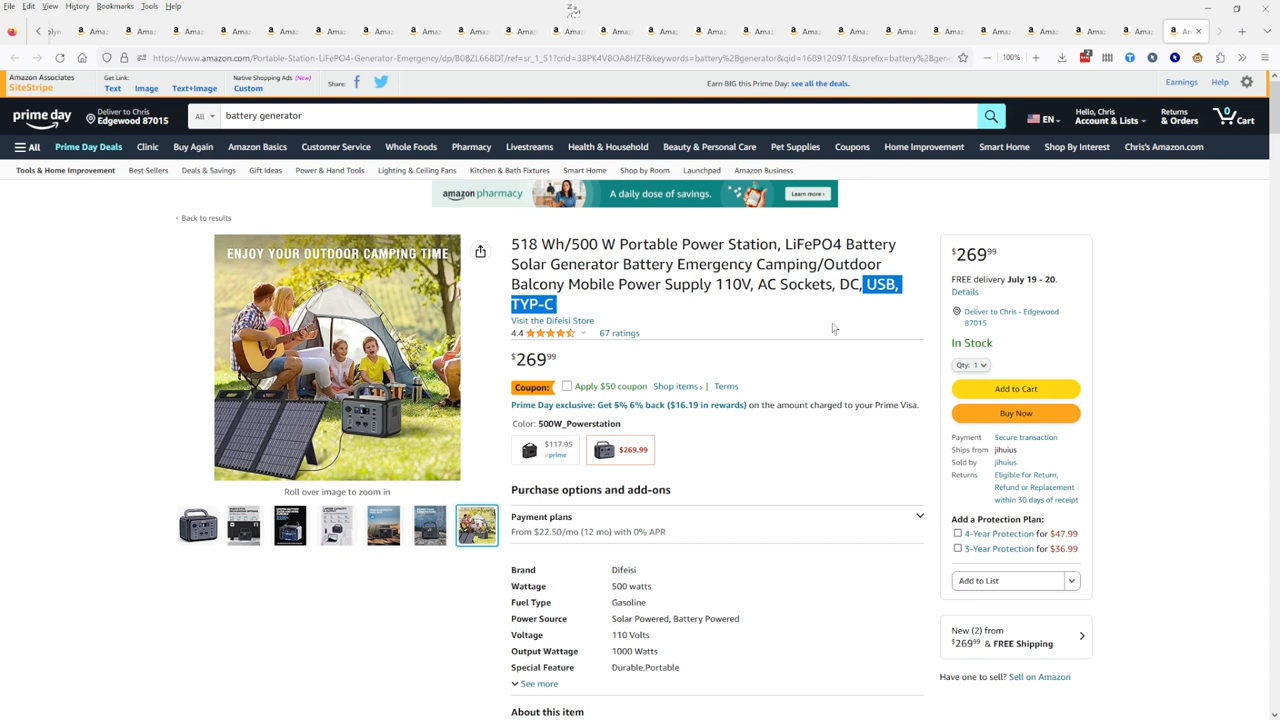 File Edit View History Bookmarks Tools Help
https://www.amazon.com/Portable-Station-LiFePO4-Generator-Emergency/dp/B0BZL668DT/ref=sr_1_51?crid=38PK4V8OA8HZF&keywords=battery%2Bgenerator&qid=1689120971&sprefix=battery%2Bgene
100%
Amazon Associates
SiteStripe
Get Link:
Text Image Text+Image
Native Shopping Ads (New)
Custom
Share:
Earn BIG this Prime Day: see all the deals.
Earnings Help
prime day
Deliver to Chris
Edgewood 87015
All
battery generator
EN
Hello, Chris
Account & Lists
Returns
& Orders
0
Cart
All Prime Day Deals Clinic Buy Again Amazon Basics Customer Service Whole Foods Pharmacy Livestreams Health & Household Beauty & Personal Care Pet Supplies Coupons Home Improvement Smart Home Shop By Interest Chris's Amazon.com
Tools & Home Improvement Best Sellers Deals & Savings Gift Ideas Power & Hand Tools Lighting & Ceiling Fans Kitchen & Bath Fixtures Smart Home Shop by Room Launchpad Amazon Business
amazon pharmacy A daily dose of savings. Learn more ›
‹ Back to results
ENJOY YOUR OUTDOOR CAMPING TIME
Roll over image to zoom in
518 Wh/500 W Portable Power Station, LiFePO4 Battery
Solar Generator Battery Emergency Camping/Outdoor
Balcony Mobile Power Supply 110V, AC Sockets, DC, USB,
TYP-C
Visit the Difeisi Store
4.4 67 ratings
$269⁹⁹
Coupon: Apply $50 coupon Shop items › | Terms
Prime Day exclusive: Get 5% 6% back ($16.19 in rewards) on the amount charged to your Prime Visa.
Color: 500W_Powerstation
$117.95
prime
$269.99
Purchase options and add-ons
Payment plans
From $22.50/mo (12 mo) with 0% APR
Brand Difeisi
Wattage 500 watts
Fuel Type Gasoline
Power Source Solar Powered, Battery Powered
Voltage 110 Volts
Output Wattage 1000 Watts
Special Feature Durable,Portable
See more
About this item
$269⁹⁹
FREE delivery July 19 - 20.
Details
Deliver to Chris - Edgewood
87015
In Stock
Qty: 1
Add to Cart
Buy Now
Payment Secure transaction
Ships from jihuius
Sold by jihuius
Returns Eligible for Return,
Refund or Replacement
within 30 days of receipt
Add a Protection Plan:
4-Year Protection for $47.99
3-Year Protection for $36.99
Add to List
New (2) from
$269⁹⁹ & FREE Shipping
Have one to sell? Sell on Amazon